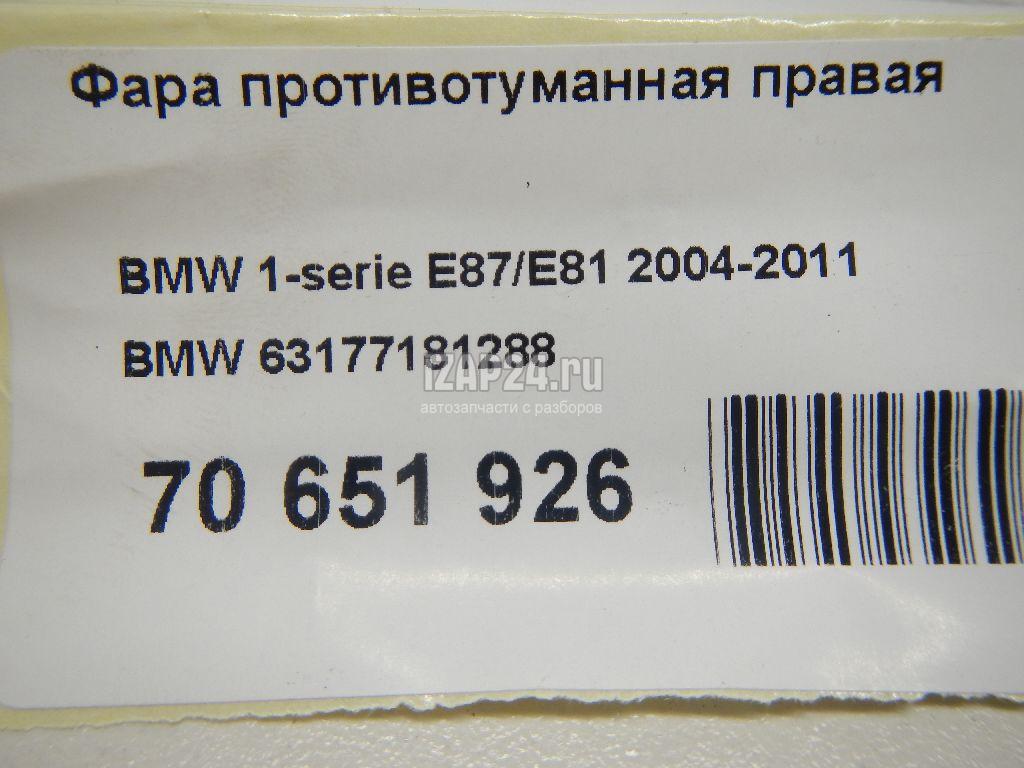 Фара противотуманная правая
BMW 1-serie E87/E81 2004-2011
BMW 63177181288
iZAP24.ru
автозапчасти с разборов
70 651 926